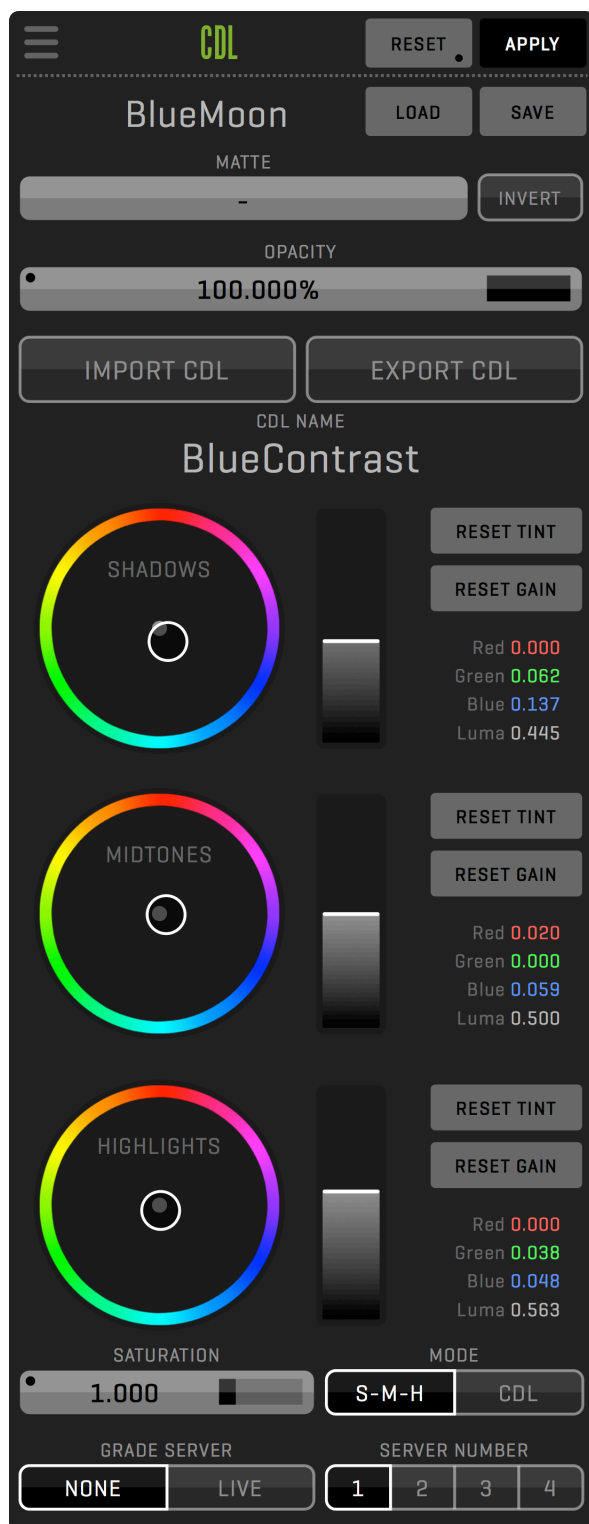 CDL RESET APPLY
BlueMoon LOAD SAVE
MATTE
- INVERT
OPACITY
100.000%
IMPORT CDL EXPORT CDL
CDL NAME
BlueContrast
SHADOWS
RESET TINT
RESET GAIN
Red 0.000
Green 0.062
Blue 0.137
Luma 0.445
MIDTONES
RESET TINT
RESET GAIN
Red 0.020
Green 0.000
Blue 0.059
Luma 0.500
HIGHLIGHTS
RESET TINT
RESET GAIN
Red 0.000
Green 0.038
Blue 0.048
Luma 0.563
SATURATION MODE
1.000 S-M-H CDL
GRADE SERVER SERVER NUMBER
NONE LIVE 1 2 3 4